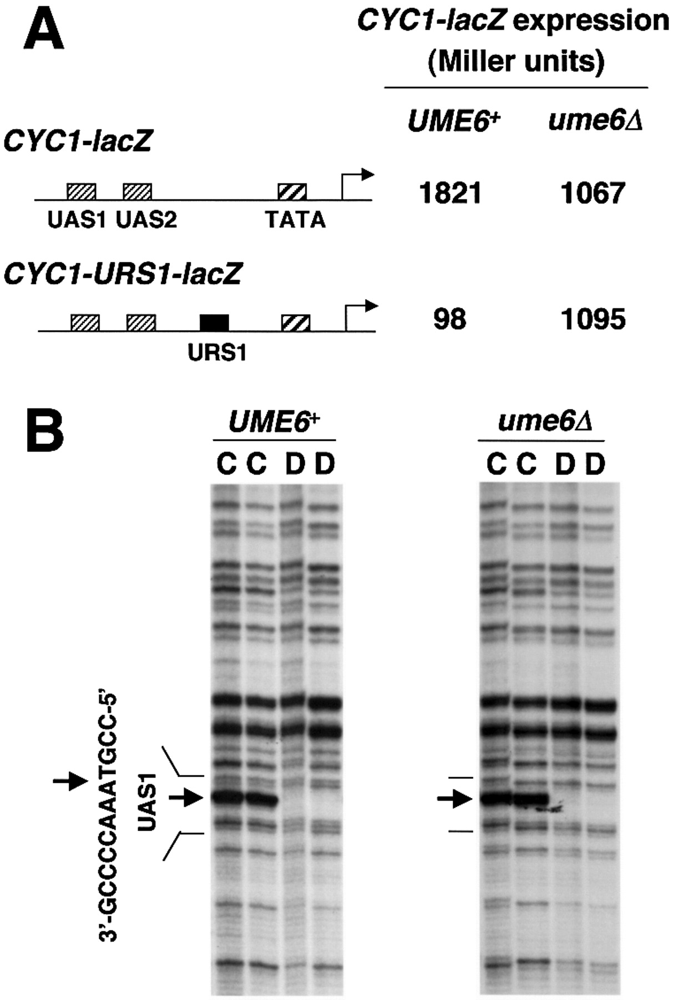 A
CYC1-lacZ expression
(Miller units)
UME6+ ume6Δ
CYC1-lacZ
1821 1067
UAS1 UAS2 TATA
CYC1-URS1-lacZ
98 1095
URS1
B
UME6+ ume6Δ
C C D D C C D D
3’-GCCCCAAATGCC-5’
UAS1